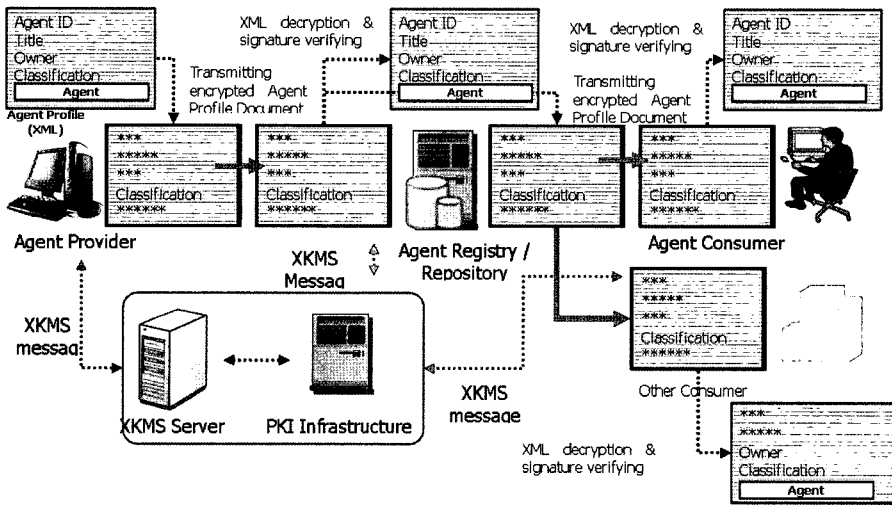 Agent ID
Title
Owner
Classification
Agent
Agent Profile
(XML)
XML decryption &
signature verifying
Transmitting
encrypted Agent
Profile Document
Agent ID
Title
Owner
Classification
Agent
XML decryption &
signature verifying
Transmitting
encrypted Agent
Profile Document
Agent ID
Title
Owner
Classification
Agent
***
*****
***
Classification
******
***
*****
***
Classification
******
***
*****
***
Classification
******
***
*****
***
Classification
******
Agent Provider
XKMS
Messag
Agent Registry /
Repository
Agent Consumer
XKMS
messag
XKMS Server
PKI Infrastructure
XKMS
message
***
*****
***
Classification
******
Other Consumer
XML decryption &
signature verifying
***
*****
Owner
Classification
Agent